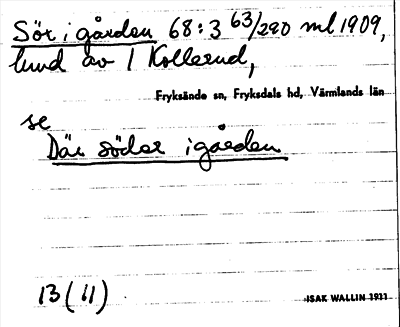 Sör i gården 68:3 63/290 ml 1909,
lund av 1 Kollerud,
Fryksände sn, Fryksdals hd, Värmlands län
se
Där söder i gården
13 (11)
ISAK WALLIN 1931